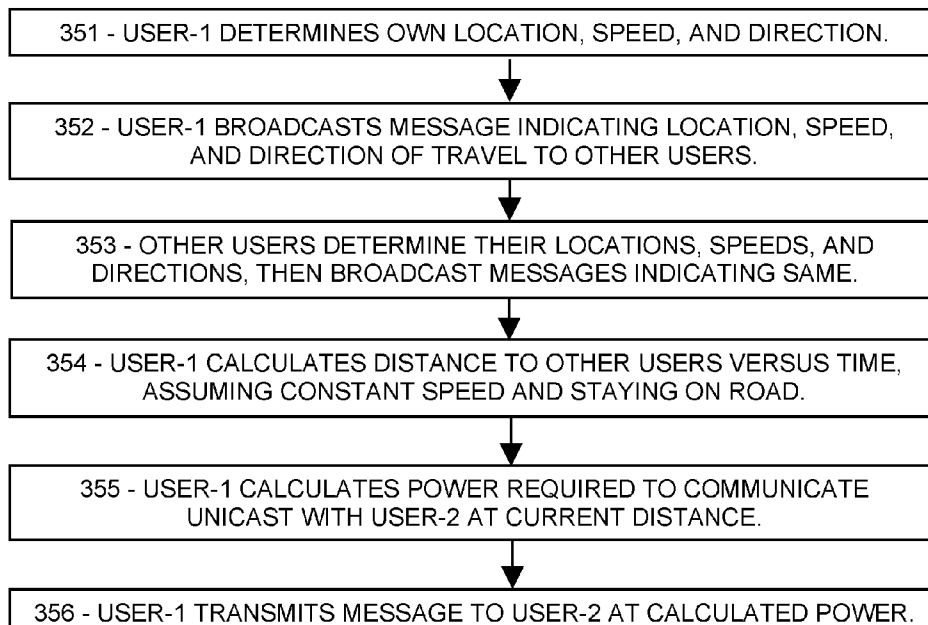 351 - USER-1 DETERMINES OWN LOCATION, SPEED, AND DIRECTION.
352 - USER-1 BROADCASTS MESSAGE INDICATING LOCATION, SPEED,
AND DIRECTION OF TRAVEL TO OTHER USERS.
353 - OTHER USERS DETERMINE THEIR LOCATIONS, SPEEDS, AND
DIRECTIONS, THEN BROADCAST MESSAGES INDICATING SAME.
354 - USER-1 CALCULATES DISTANCE TO OTHER USERS VERSUS TIME,
ASSUMING CONSTANT SPEED AND STAYING ON ROAD.
355 - USER-1 CALCULATES POWER REQUIRED TO COMMUNICATE
UNICAST WITH USER-2 AT CURRENT DISTANCE.
356 - USER-1 TRANSMITS MESSAGE TO USER-2 AT CALCULATED POWER.